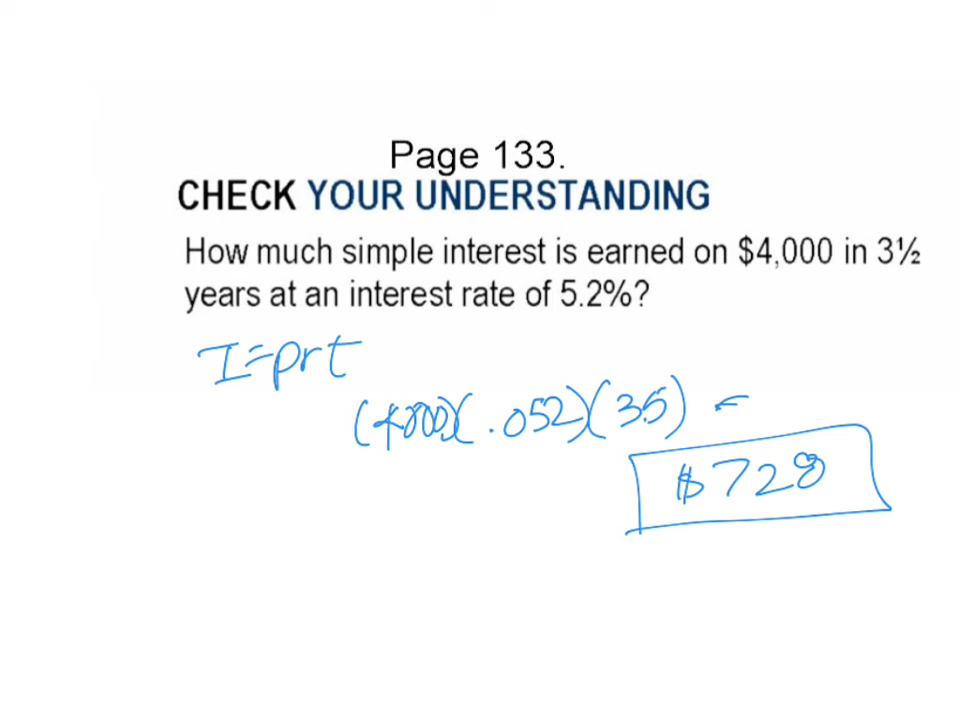 Page 133.
CHECK YOUR UNDERSTANDING
How much simple interest is earned on $4,000 in 3½
years at an interest rate of 5.2%?
I=prt
(4000)(.052)(3.5) =
$728